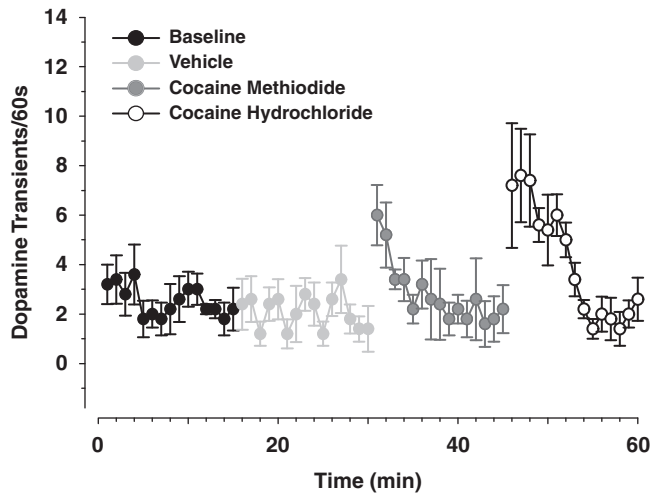 14
12
10
8
6
4
2
0
Dopamine Transients/60s
Baseline
Vehicle
Cocaine Methiodide
Cocaine Hydrochloride
0 20 40 60
Time (min)